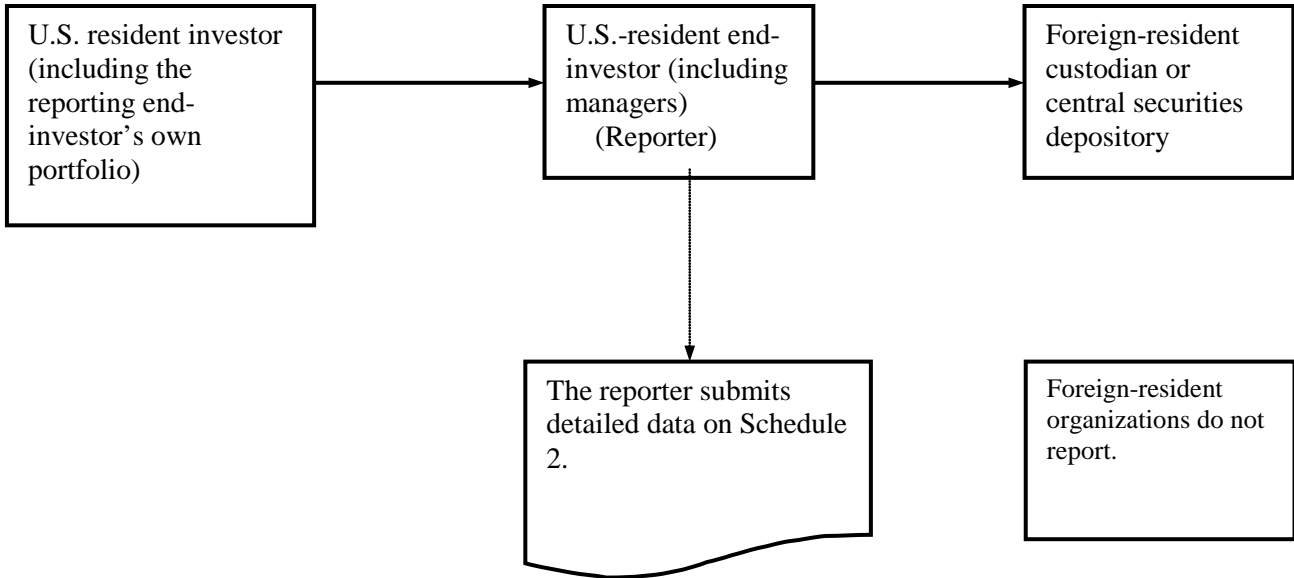 U.S. resident investor
(including the
reporting end-
investor’s own
portfolio)
U.S.-resident end-
investor (including
managers)
(Reporter)
Foreign-resident
custodian or
central securities
depository
The reporter submits
detailed data on Schedule
2.
Foreign-resident
organizations do not
report.